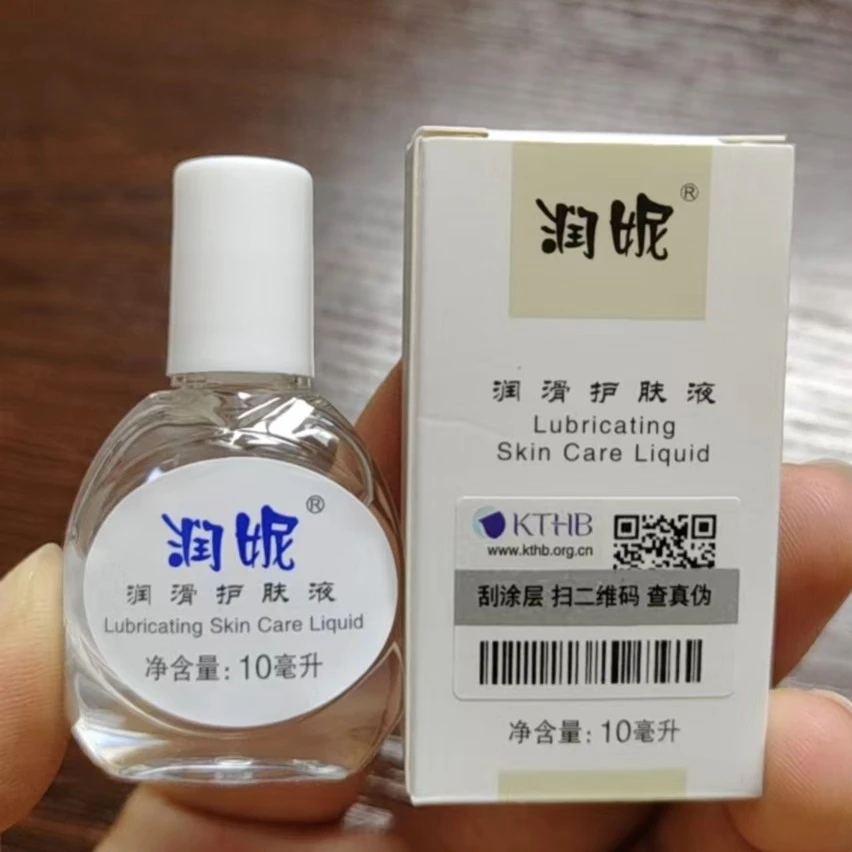 润妮®
润滑护肤液
Lubricating Skin Care Liquid
净含量:10毫升
润妮®
润滑护肤液
Lubricating
Skin Care Liquid
KTHB
www.kthb.org.cn
刮涂层 扫二维码 查真伪
净含量:10毫升